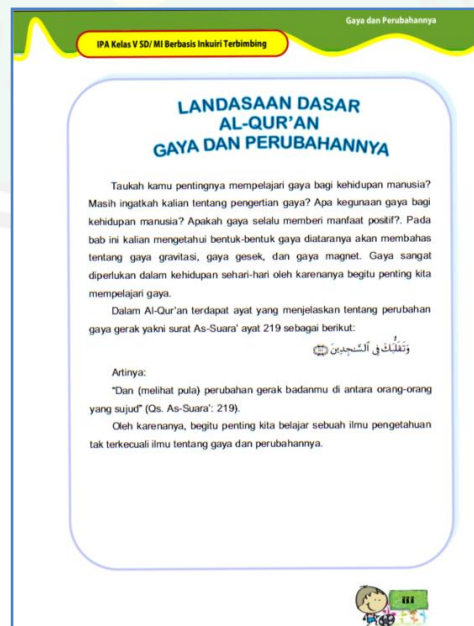 Gaya dan Perubahannya
IPA Kelas V SD/ MI Berbasis Inkuiri Terbimbing
LANDASAAN DASAR
AL-QUR'AN
GAYA DAN PERUBAHANNYA
Taukah kamu pentingnya mempelajari gaya bagi kehidupan manusia?
Masih ingatkah kalian tentang pengertian gaya? Apa kegunaan gaya bagi
kehidupan manusia? Apakah gaya selalu memberi manfaat positif?. Pada
bab ini kalian mengetahui bentuk-bentuk gaya diataranya akan membahas
tentang gaya gravitasi, gaya gesek, dan gaya magnet. Gaya sangat
diperlukan dalam kehidupan sehari-hari oleh karenanya begitu penting kita
mempelajari gaya.
Dalam Al-Qur'an terdapat ayat yang menjelaskan tentang perubahan
gaya gerak yakni surat As-Suara' ayat 219 sebagai berikut:
وَتَقَلُّبَكَ فِي ٱلسَّـٰجِدِينَ ۝٢١٩
Artinya:
"Dan (melihat pula) perubahan gerak badanmu di antara orang-orang
yang sujud" (Qs. As-Suara': 219).
Oleh karenanya, begitu penting kita belajar sebuah ilmu pengetahuan
tak terkecuali ilmu tentang gaya dan perubahannya.
III